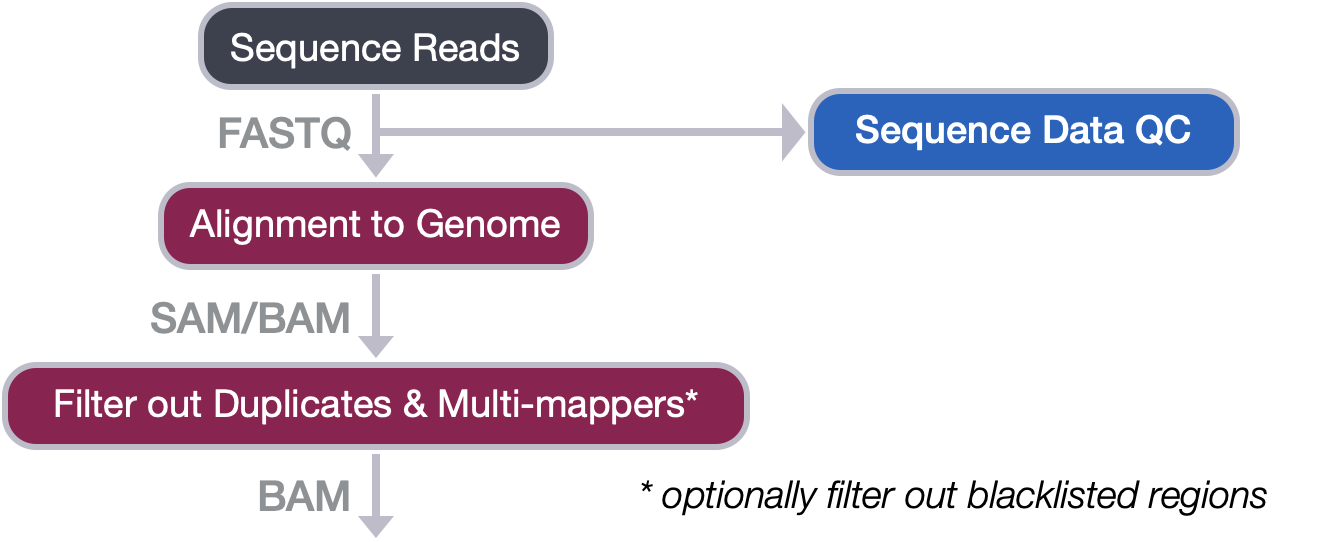 Sequence Reads
FASTQ
Sequence Data QC
Alignment to Genome
SAM/BAM
Filter out Duplicates & Multi-mappers*
BAM
* optionally filter out blacklisted regions